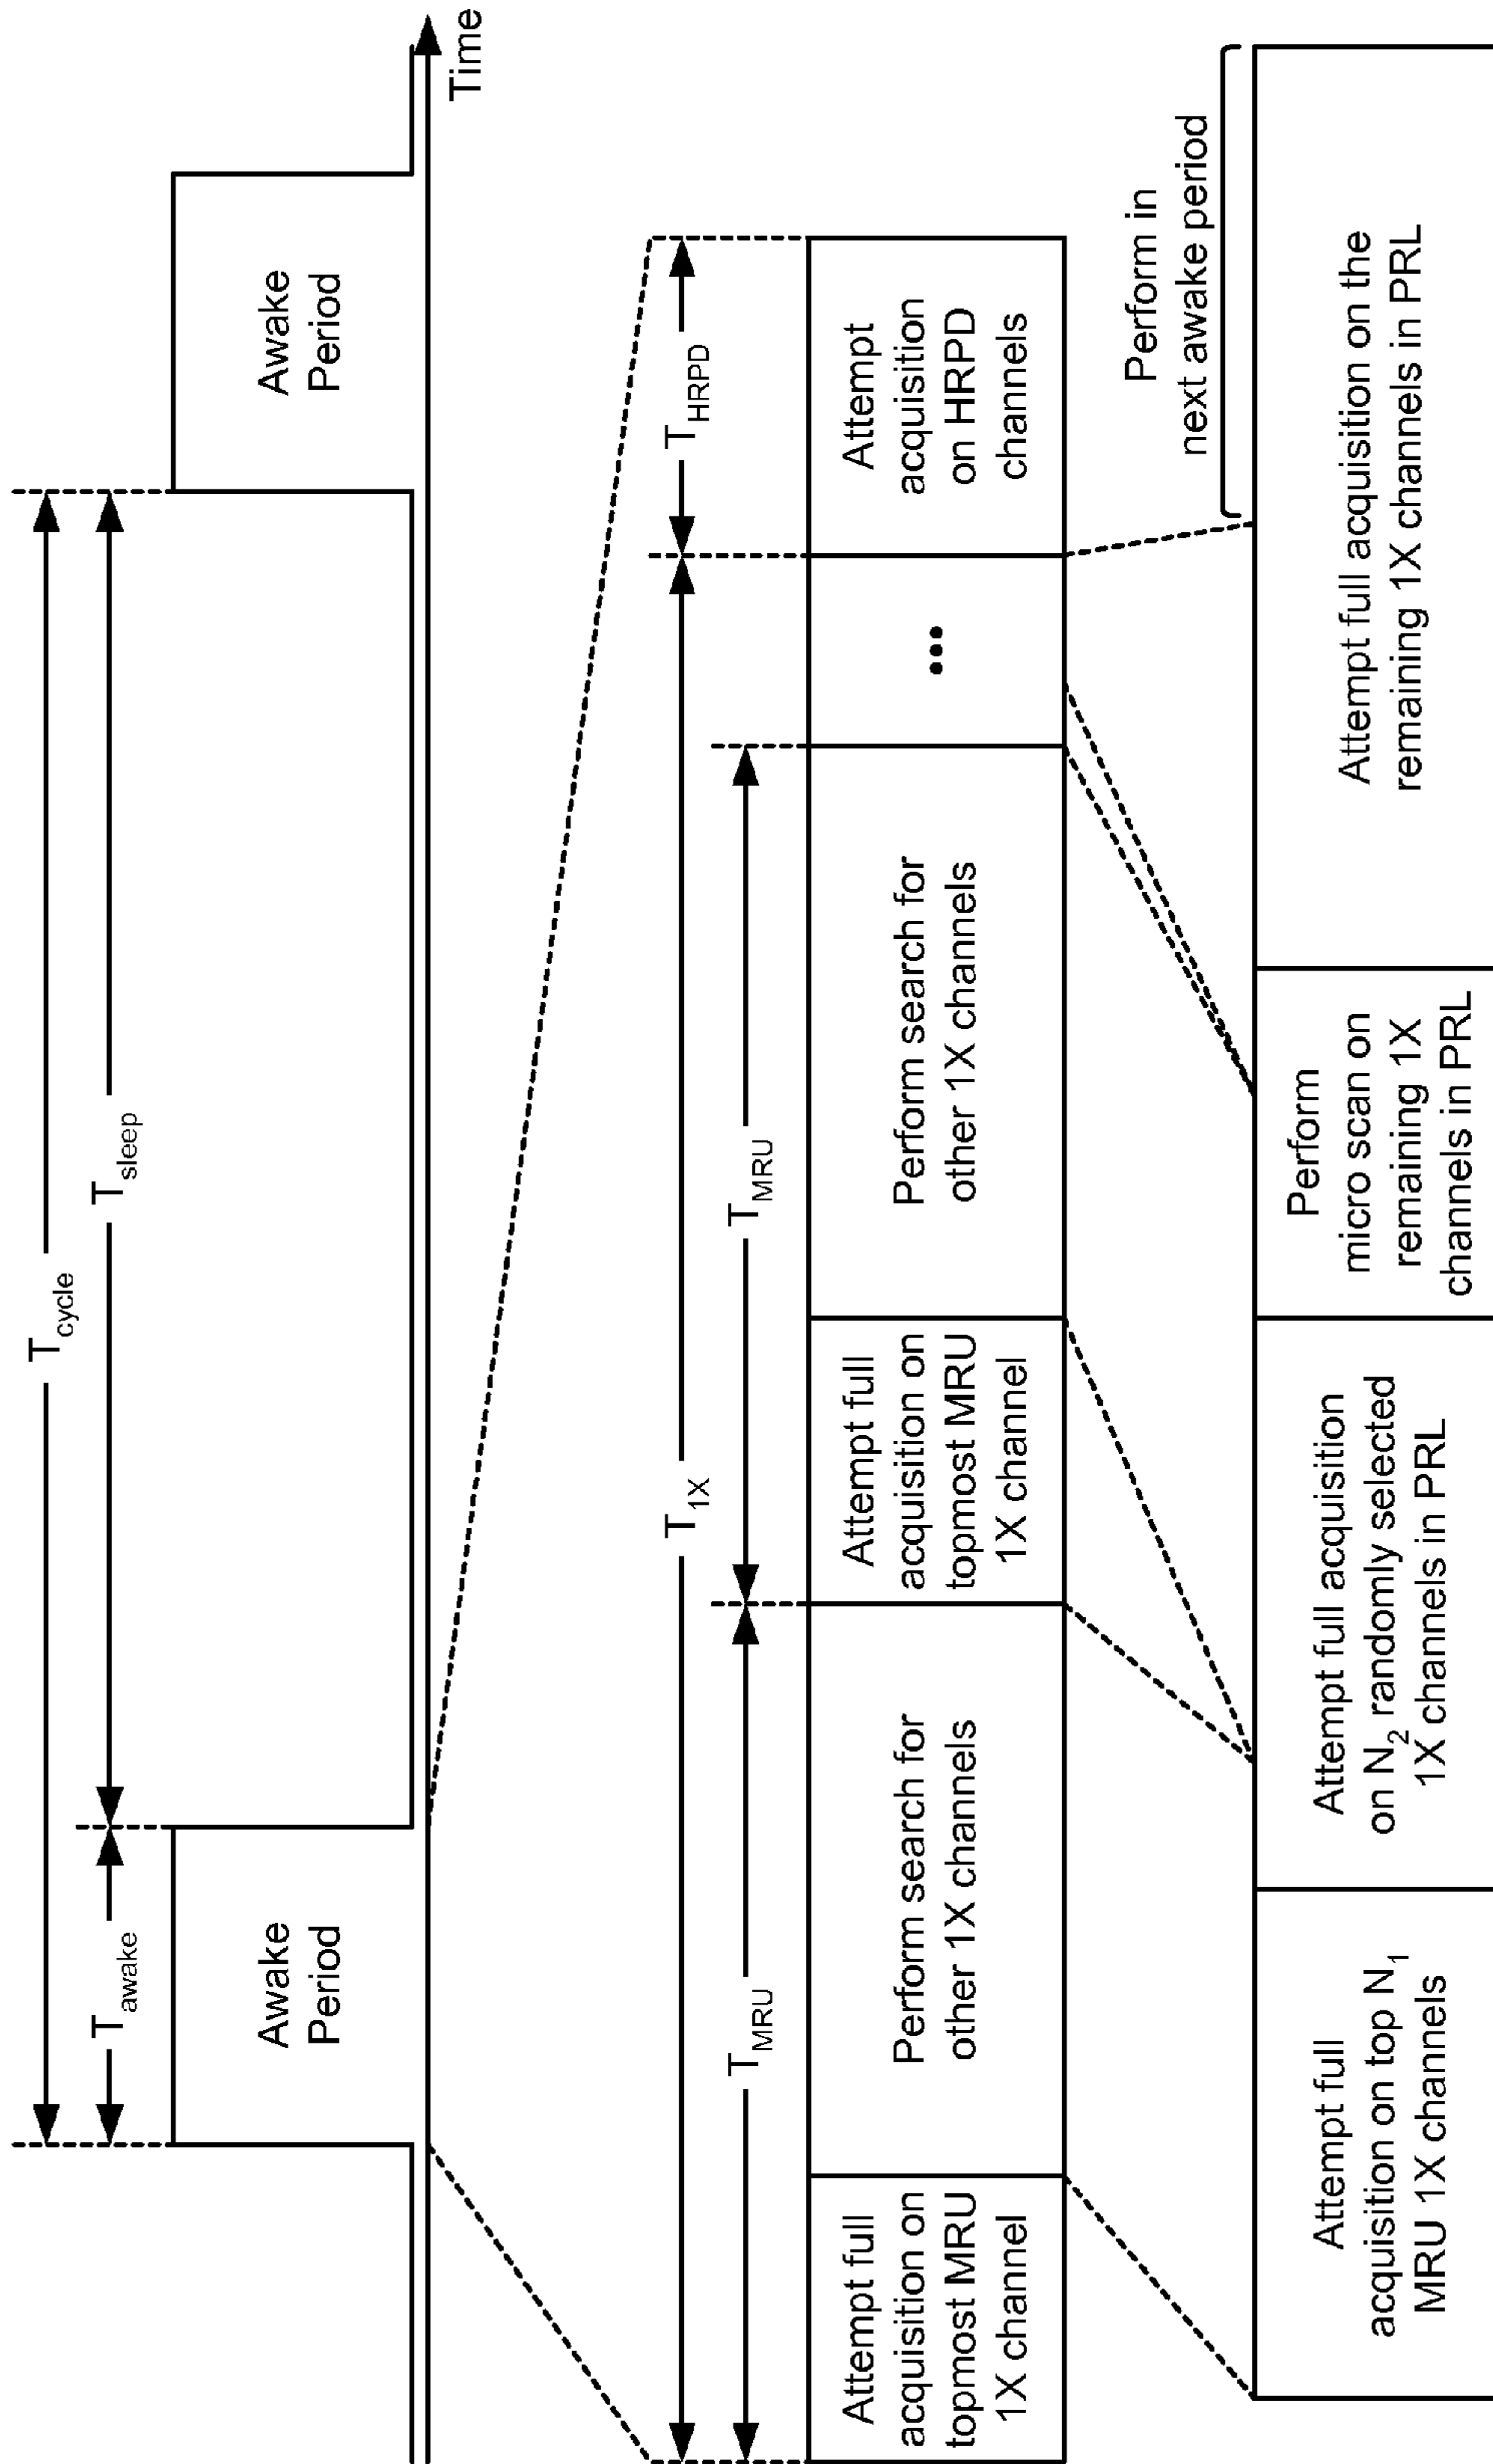 T_cycle
T_awake
T_sleep
Awake
Period
Awake
Period
Time
T_1X
T_HRPD
T_MRU
T_MRU
Attempt full
acquisition on
topmost MRU
1X channel
Perform search for
other 1X channels
Attempt full
acquisition on
topmost MRU
1X channel
Perform search for
other 1X channels
•••
Attempt
acquisition
on HRPD
channels
Perform in
next awake period
Attempt full
acquisition on top N_1
MRU 1X channels
Attempt full acquisition
on N_2 randomly selected
1X channels in PRL
Perform
micro scan on
remaining 1X
channels in PRL
Attempt full acquisition on the
remaining 1X channels in PRL